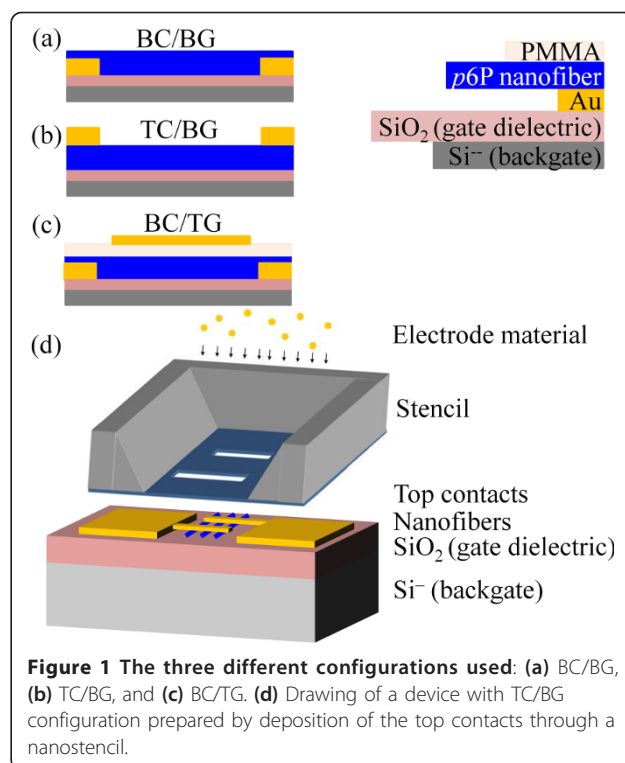 (a) BC/BG
PMMA
p6P nanofiber
Au
SiO₂ (gate dielectric)
Si⁻⁻ (backgate)
(b) TC/BG
(c) BC/TG
(d)
Electrode material
Stencil
Top contacts
Nanofibers
SiO₂ (gate dielectric)
Si⁻ (backgate)
Figure 1 The three different configurations used: (a) BC/BG,
(b) TC/BG, and (c) BC/TG. (d) Drawing of a device with TC/BG
configuration prepared by deposition of the top contacts through a
nanostencil.